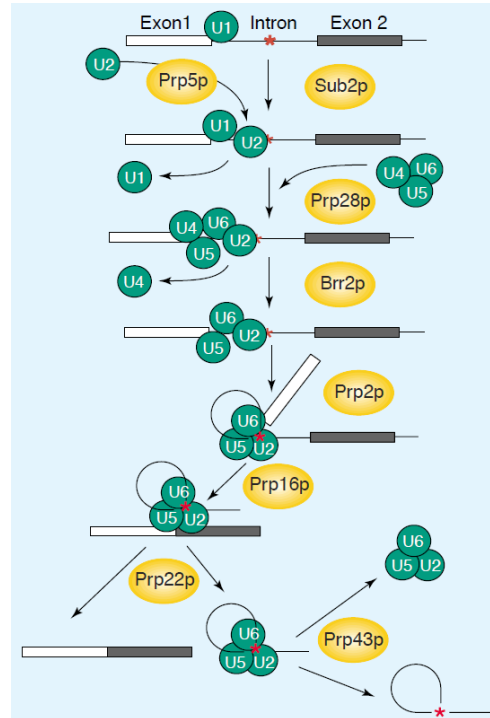 Exon1 Intron Exon 2
U1
U2
Prp5p
Sub2p
*
U1
U2
*
U1
U4 U6
U5
Prp28p
U4 U6
U5 U2
*
U4
Brr2p
U6
U5 U2
*
Prp2p
U6
U5 U2
*
Prp16p
U6
U5 U2
*
Prp22p
U6
U5 U2
*
Prp43p
U6
U5 U2
*